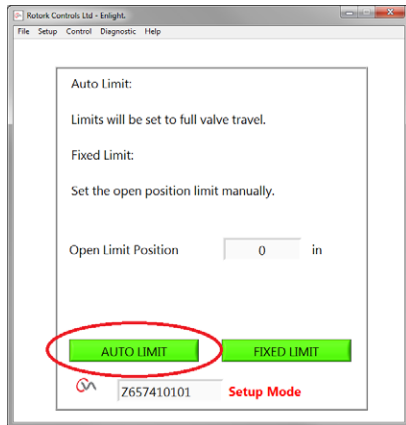 Rotork Controls Ltd - Enlight.
File Setup Control Diagnostic Help
Auto Limit:
Limits will be set to full valve travel.
Fixed Limit:
Set the open position limit manually.
Open Limit Position 0 in
AUTO LIMIT FIXED LIMIT
Z657410101 Setup Mode